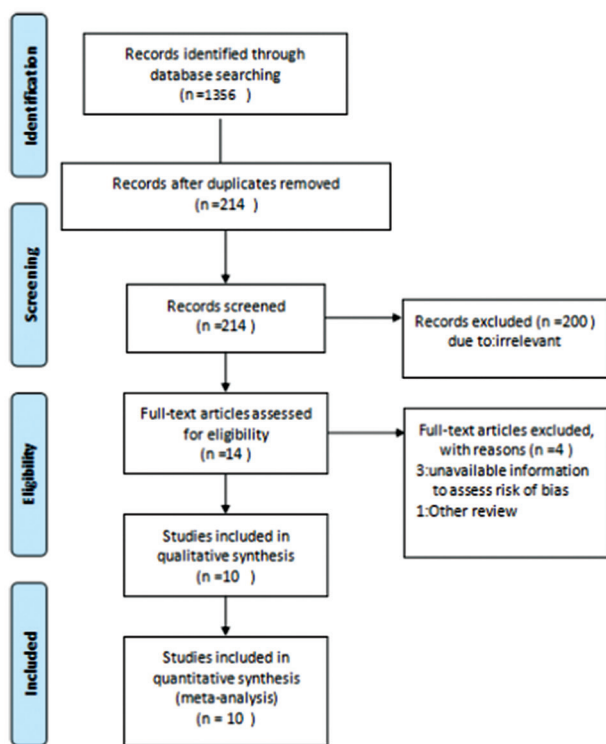 Identification
Records identified through
database searching
(n =1356 )
Records after duplicates removed
(n =214 )
Screening
Records screened
(n =214 )
Records excluded (n =200 )
due to:irrelevant
Eligibility
Full-text articles assessed
for eligibility
(n =14 )
Full-text articles excluded,
with reasons (n =4 )
3:unavailable information
to assess risk of bias
1:Other review
Studies included in
qualitative synthesis
(n =10 )
Included
Studies included in
quantitative synthesis
(meta-analysis)
(n = 10 )